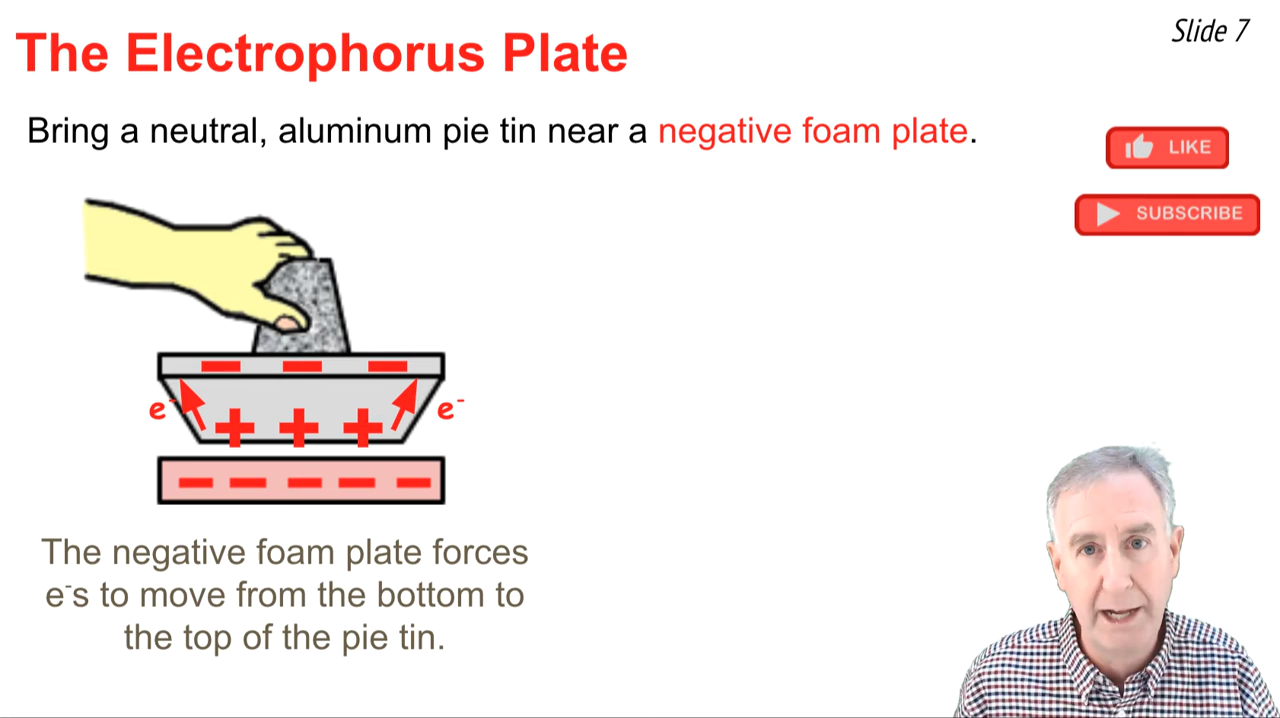 Slide 7
The Electrophorus Plate
Bring a neutral, aluminum pie tin near a negative foam plate.
LIKE
SUBSCRIBE
e⁻ e⁻
The negative foam plate forces
e⁻s to move from the bottom to
the top of the pie tin.